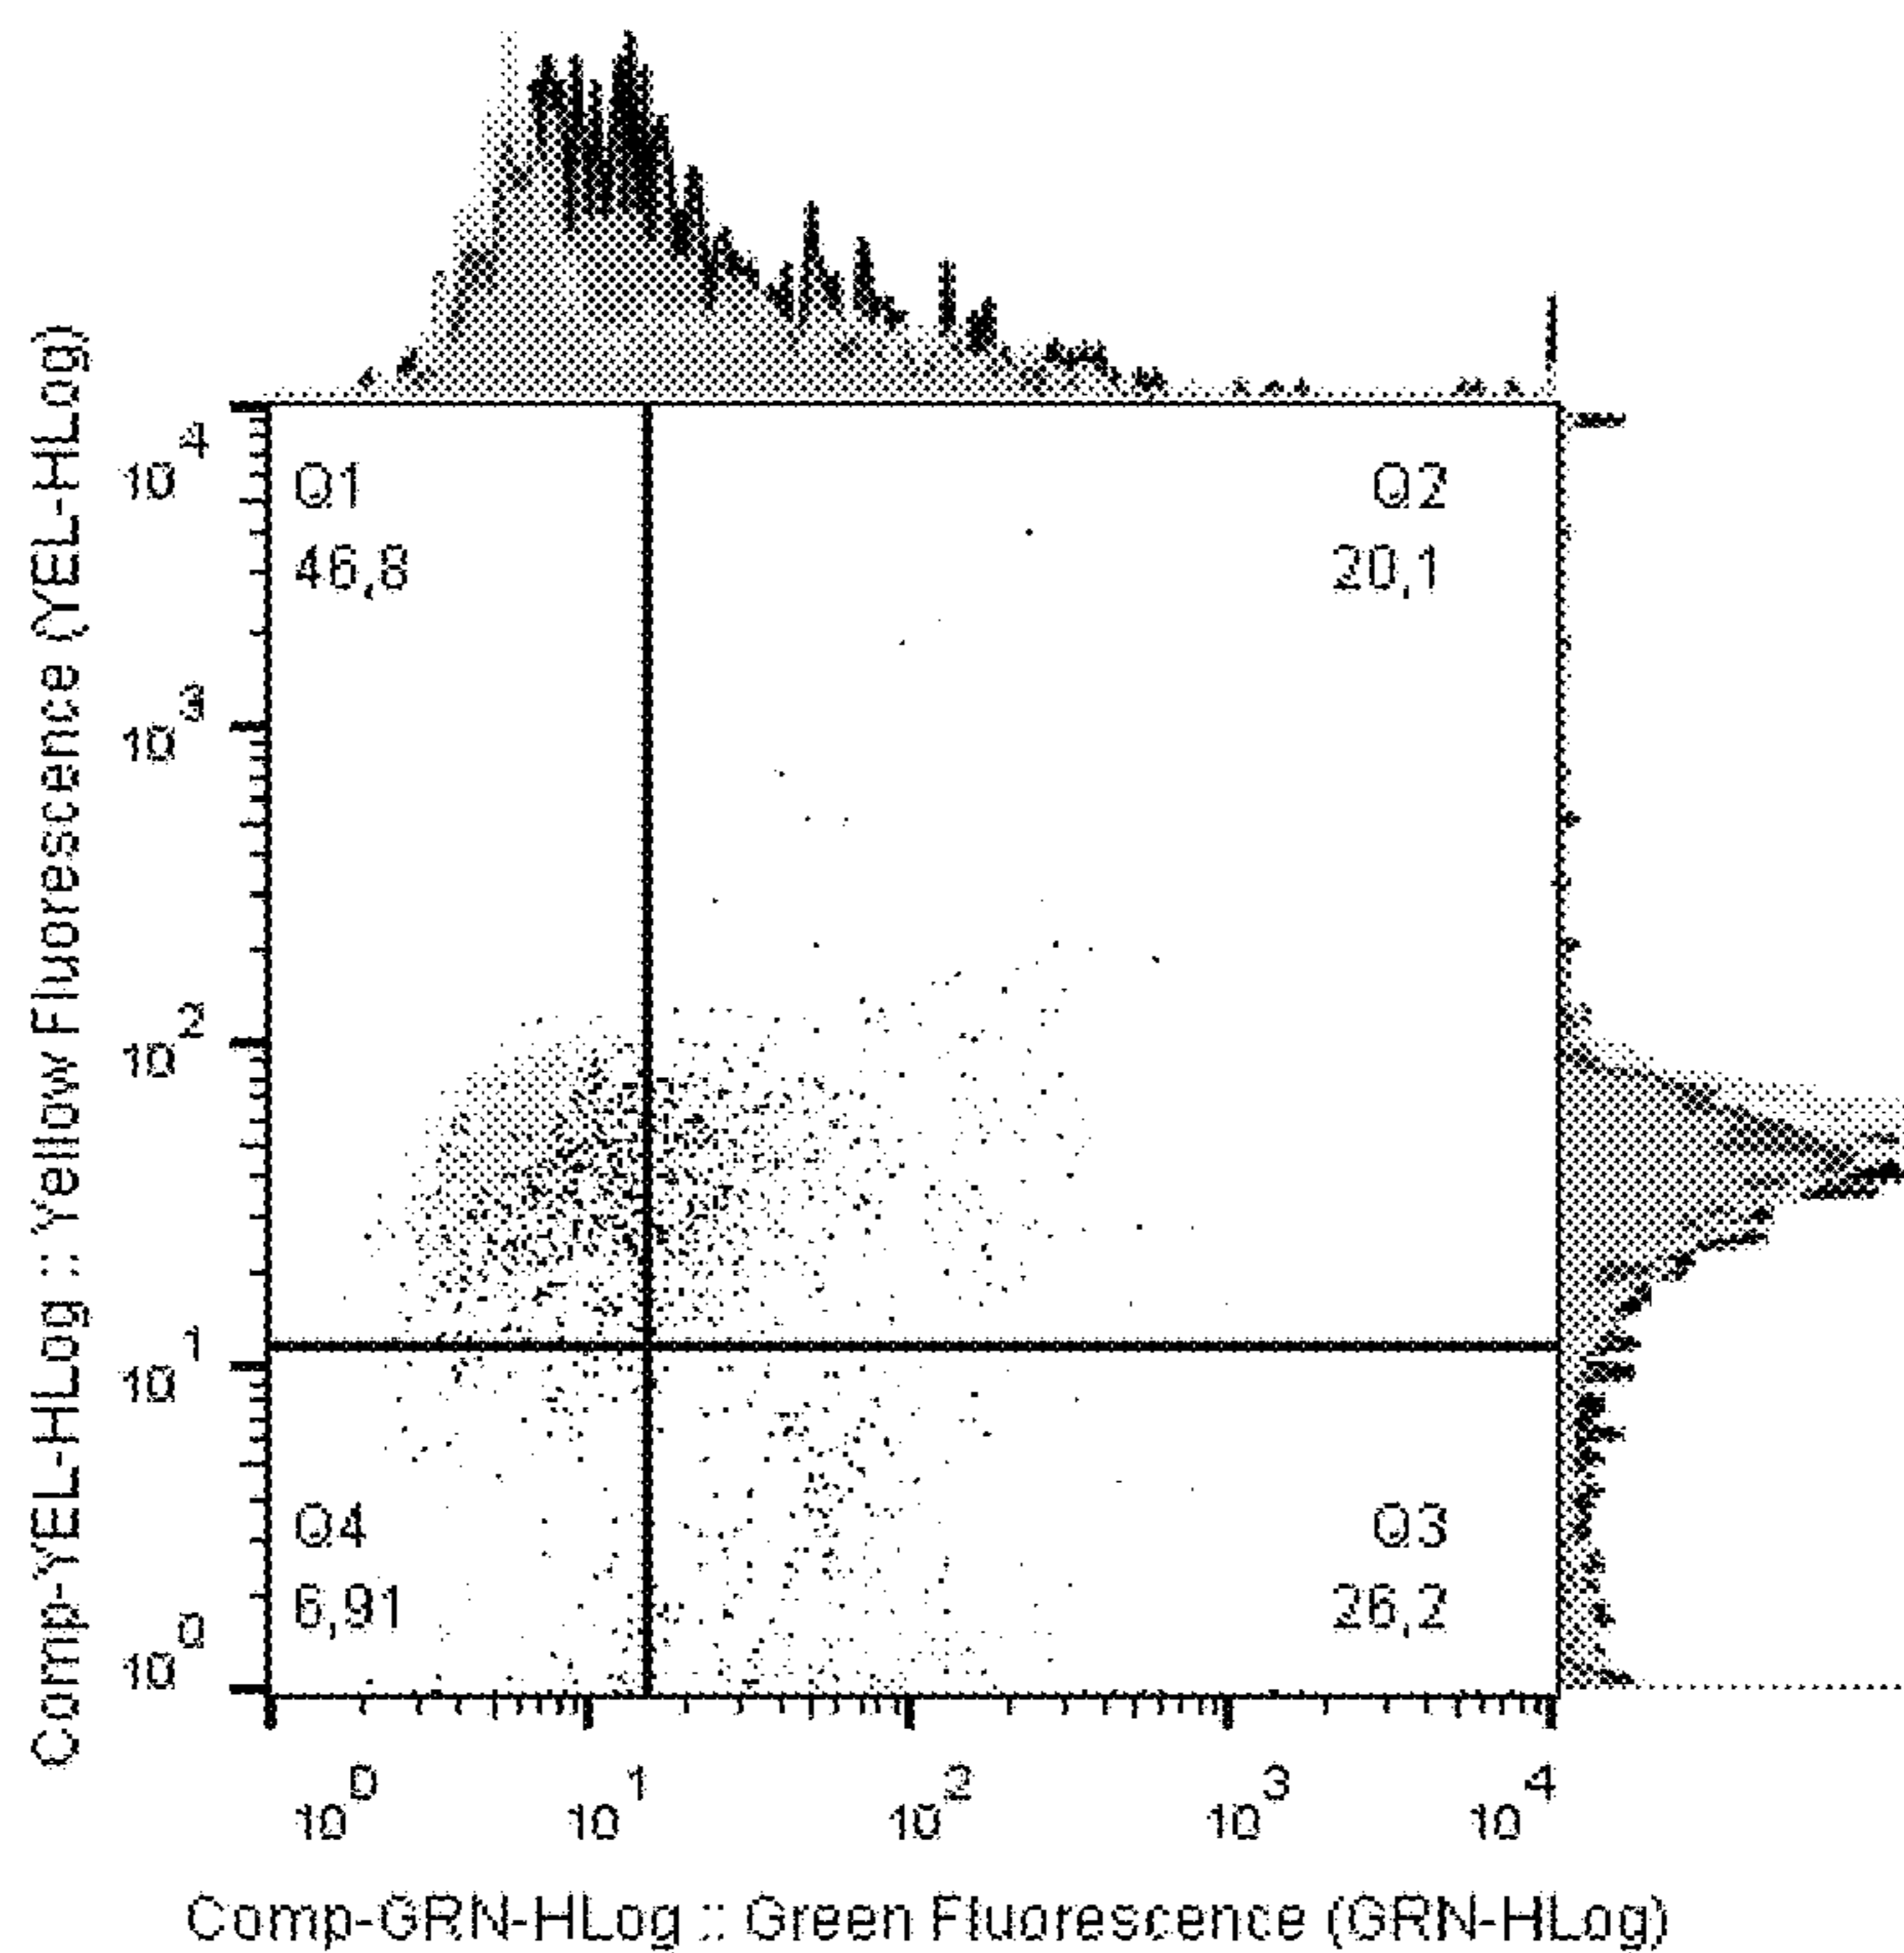 Comp-YEL-HLog :: Yellow Fluorescence (YEL-HLog)
10^4
10^3
10^2
10^1
10^0
Q1
46,8
Q2
20,1
Q4
6,91
Q3
26,2
10^0 10^1 10^2 10^3 10^4
Comp-GRN-HLog :: Green Fluorescence (GRN-HLog)